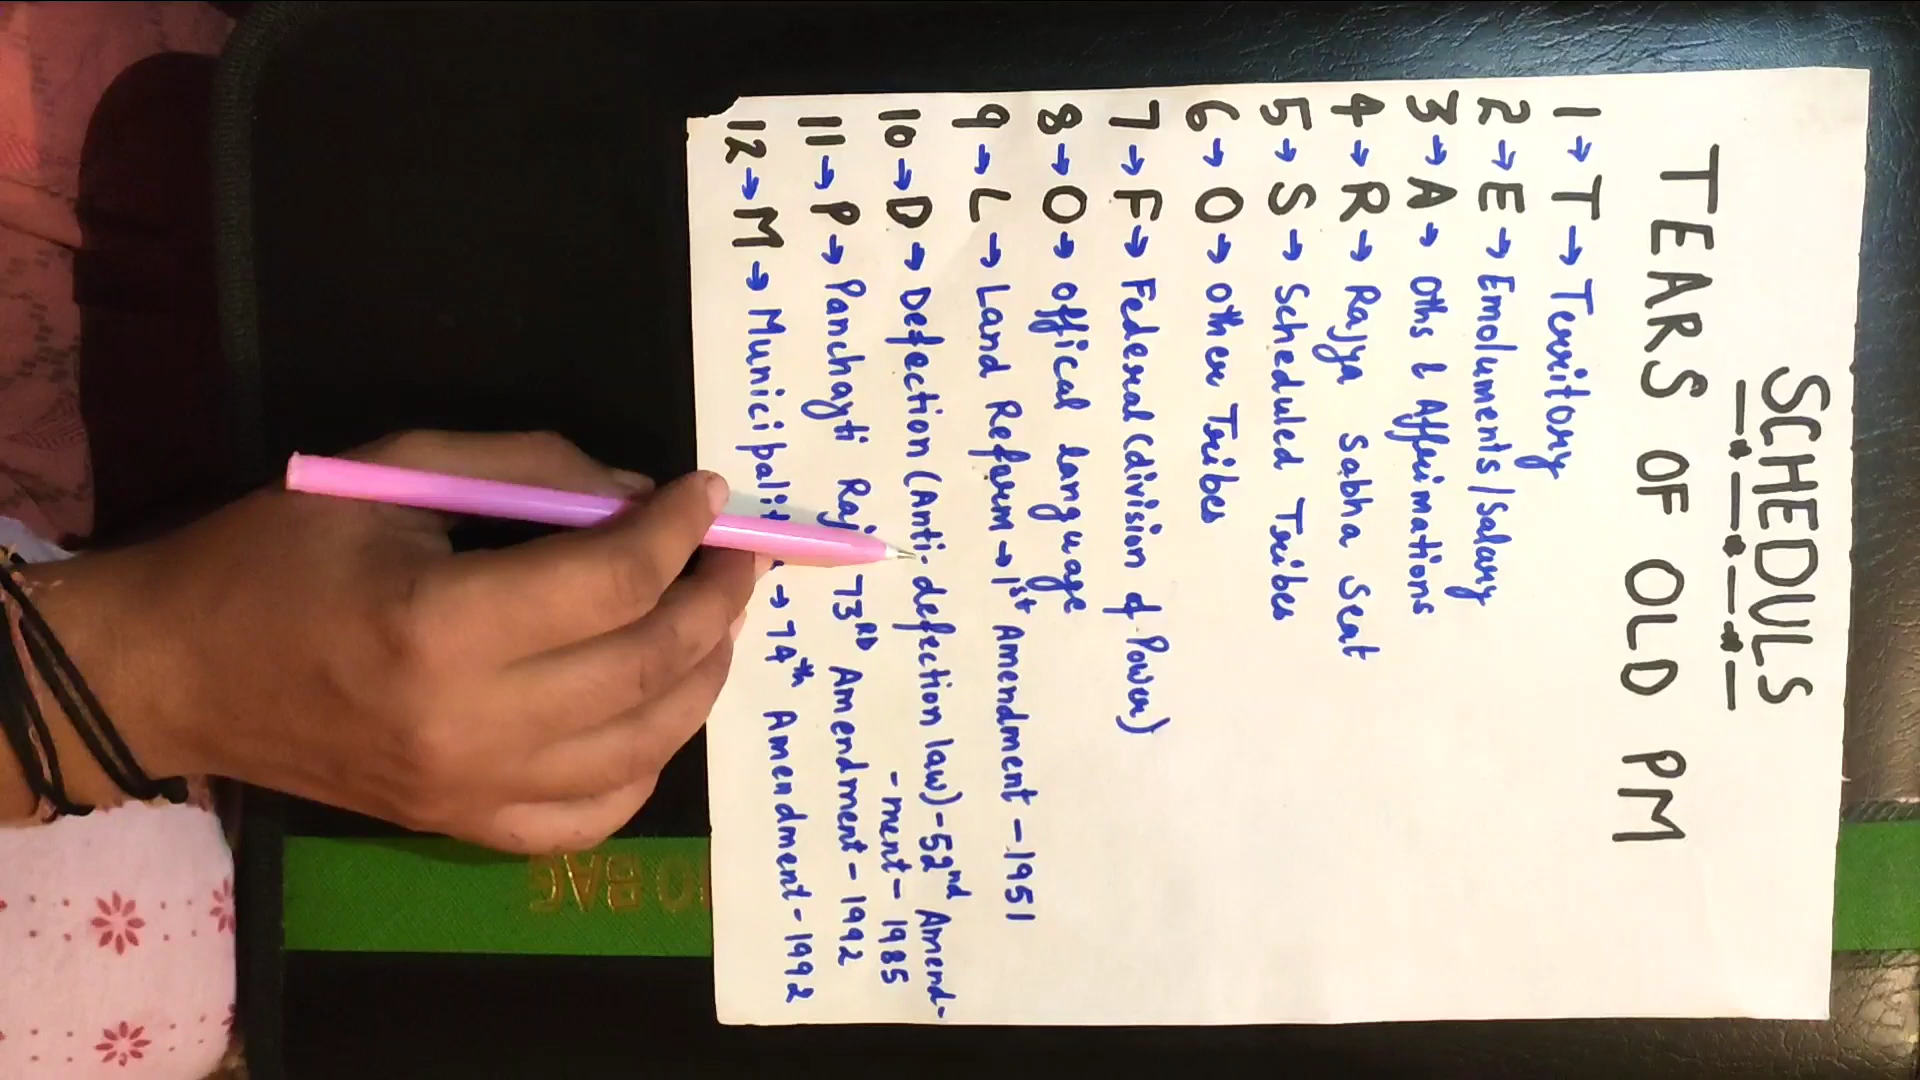 SCHEDULS
TEARS OF OLD PM
1 → T → Territory
2 → E → Emoluments/Salary
3 → A → Oths & Affirmations
4 → R → Rajya Sabha Seat
5 → S → Scheduled Tribes
6 → O → Other Tribes
7 → F → Federal (division of Power)
8 → O → Offical language
9 → L → Land Reform → 1st Amendment - 1951
10 → D → Defection (Anti-defection law) - 52nd Amend-
-ment - 1985
11 → P → Panchayti Raj 73RD Amendment - 1992
12 → M → → 74th Amendment - 1992
BAG